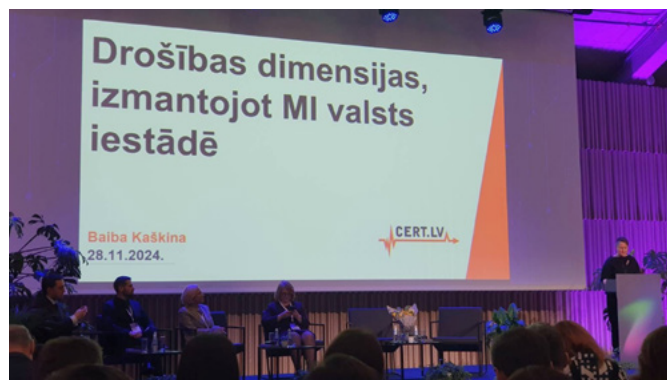 Drošības dimensijas,
izmantojot MI valsts
iestādē
Baiba Kaškina
28.11.2024.
CERT.LV